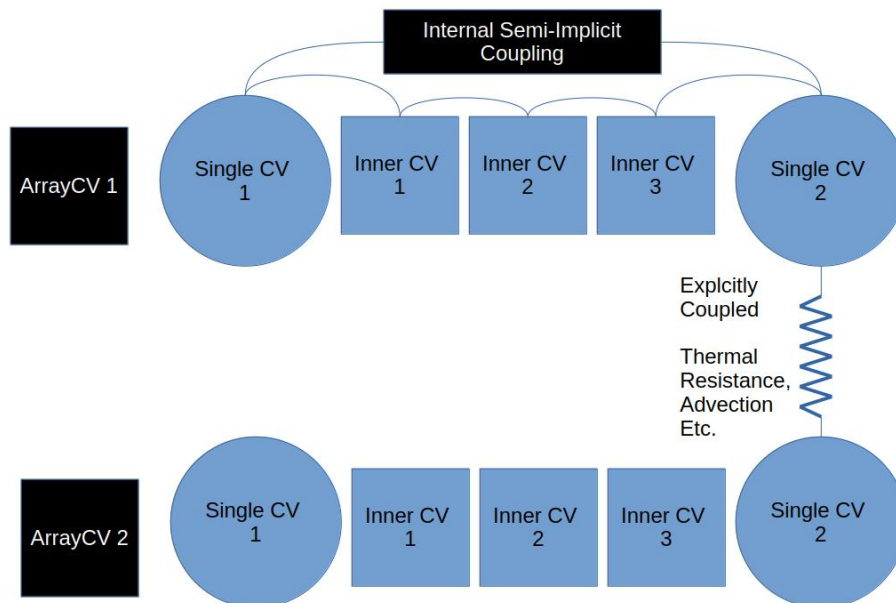 Internal Semi-Implicit
Coupling
ArrayCV 1
Single CV
1
Inner CV
1
Inner CV
2
Inner CV
3
Single CV
2
Explcitly
Coupled
Thermal
Resistance,
Advection
Etc.
ArrayCV 2
Single CV
1
Inner CV
1
Inner CV
2
Inner CV
3
Single CV
2